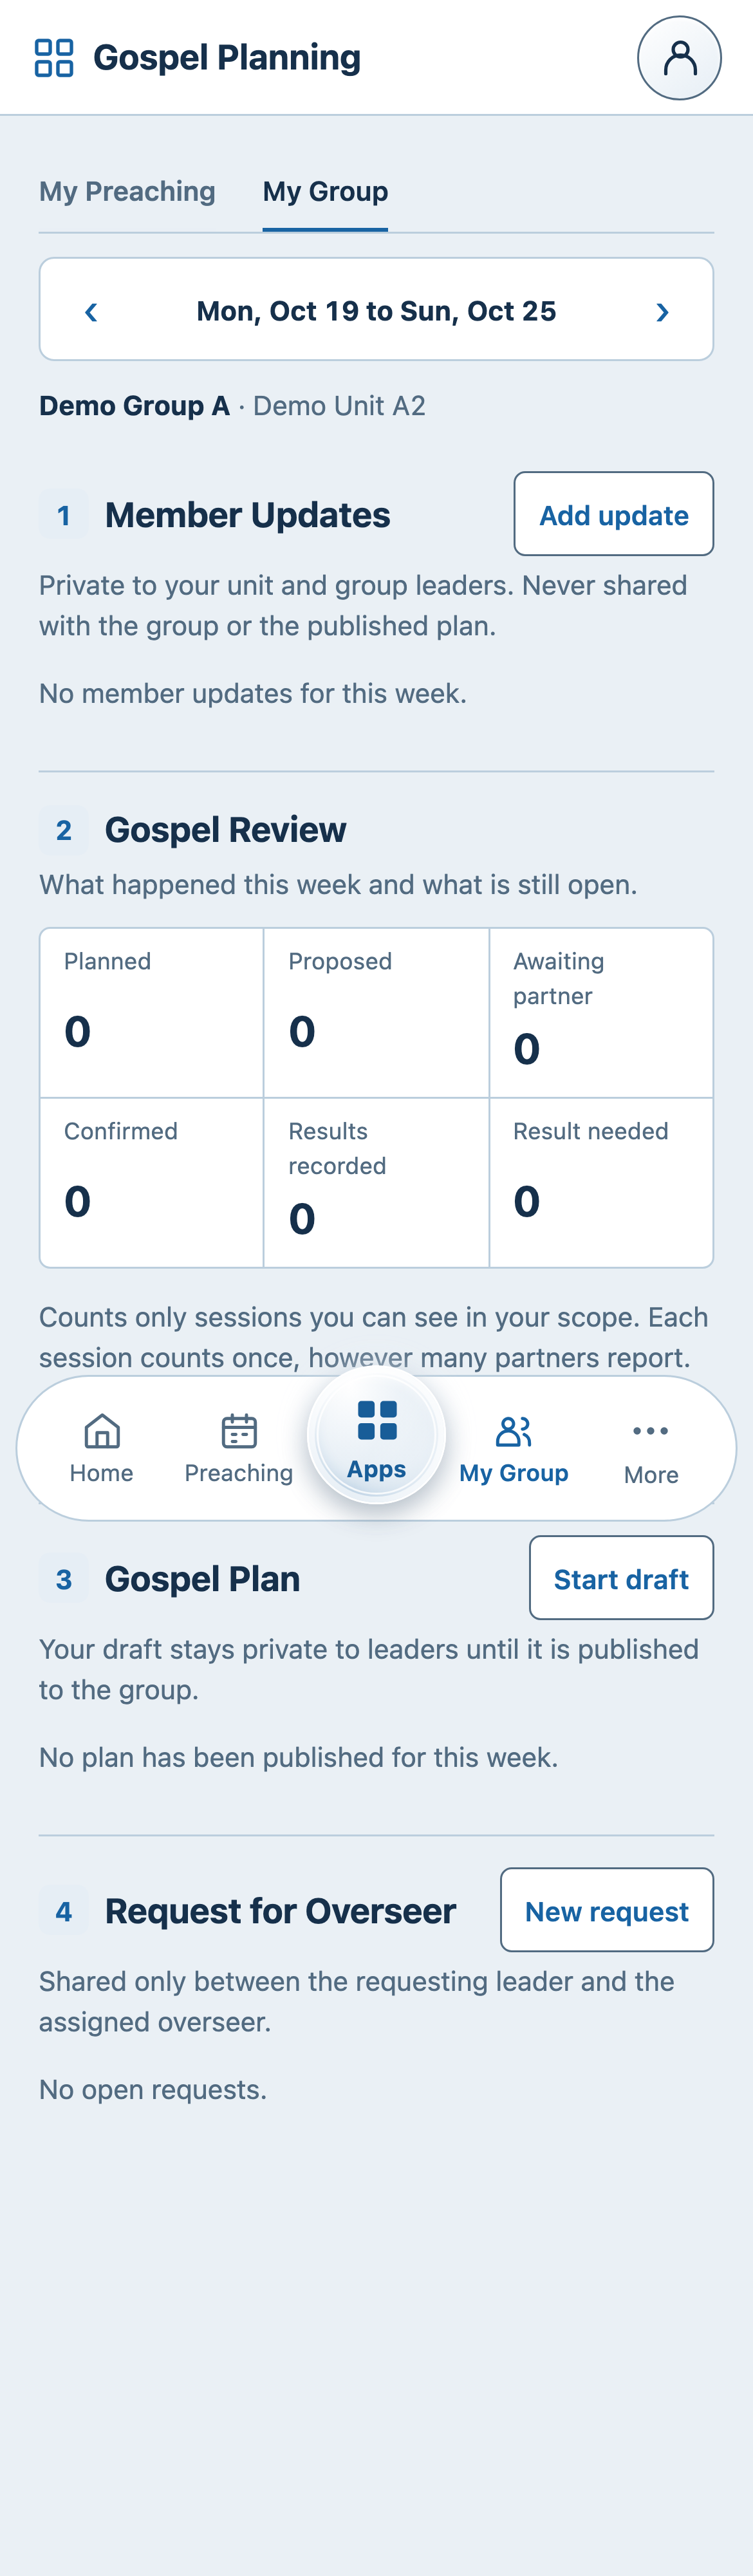 Gospel Planning
My Preaching
My Group
Mon, Oct 19 to Sun, Oct 25
Demo Group A · Demo Unit A2
1 Member Updates
Add update
Private to your unit and group leaders. Never shared
with the group or the published plan.
No member updates for this week.
2 Gospel Review
What happened this week and what is still open.
Planned
0
Proposed
0
Awaiting
partner
0
Confirmed
0
Results
recorded
0
Result needed
0
Counts only sessions you can see in your scope. Each
session counts once, however many partners report.
Home
Preaching
Apps
My Group
More
3 Gospel Plan
Start draft
Your draft stays private to leaders until it is published
to the group.
No plan has been published for this week.
4 Request for Overseer
New request
Shared only between the requesting leader and the
assigned overseer.
No open requests.